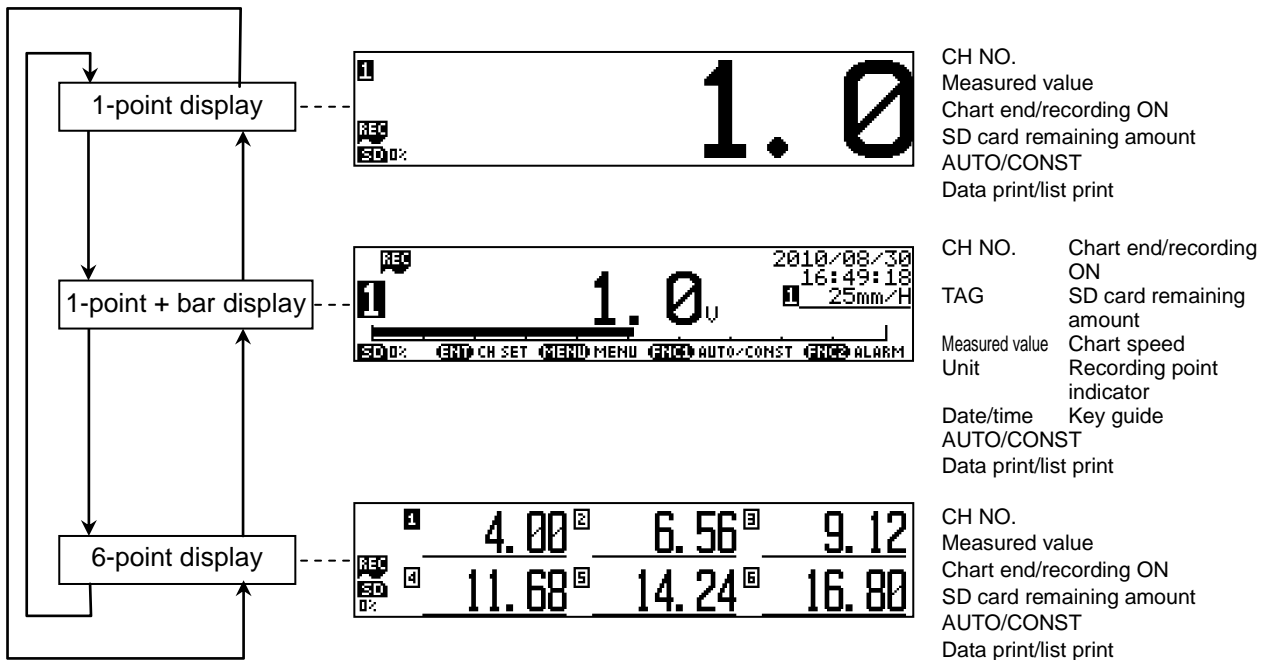 1-point display
1
1.0
REC
SD 0%
CH NO.
Measured value
Chart end/recording ON
SD card remaining amount
AUTO/CONST
Data print/list print
1-point + bar display
REC
2010/08/30
16:49:18
1 25mm/H
1
1.0 V
SD 0% ENT CH SET MENU MENU FNC1 AUTO/CONST FNC2 ALARM
CH NO. Chart end/recording
ON
TAG SD card remaining
amount
Measured value Chart speed
Unit Recording point
indicator
Date/time Key guide
AUTO/CONST
Data print/list print
6-point display
1 4.00 2 6.56 3 9.12
REC
SD
0%
4 11.68 5 14.24 6 16.80
CH NO.
Measured value
Chart end/recording ON
SD card remaining amount
AUTO/CONST
Data print/list print